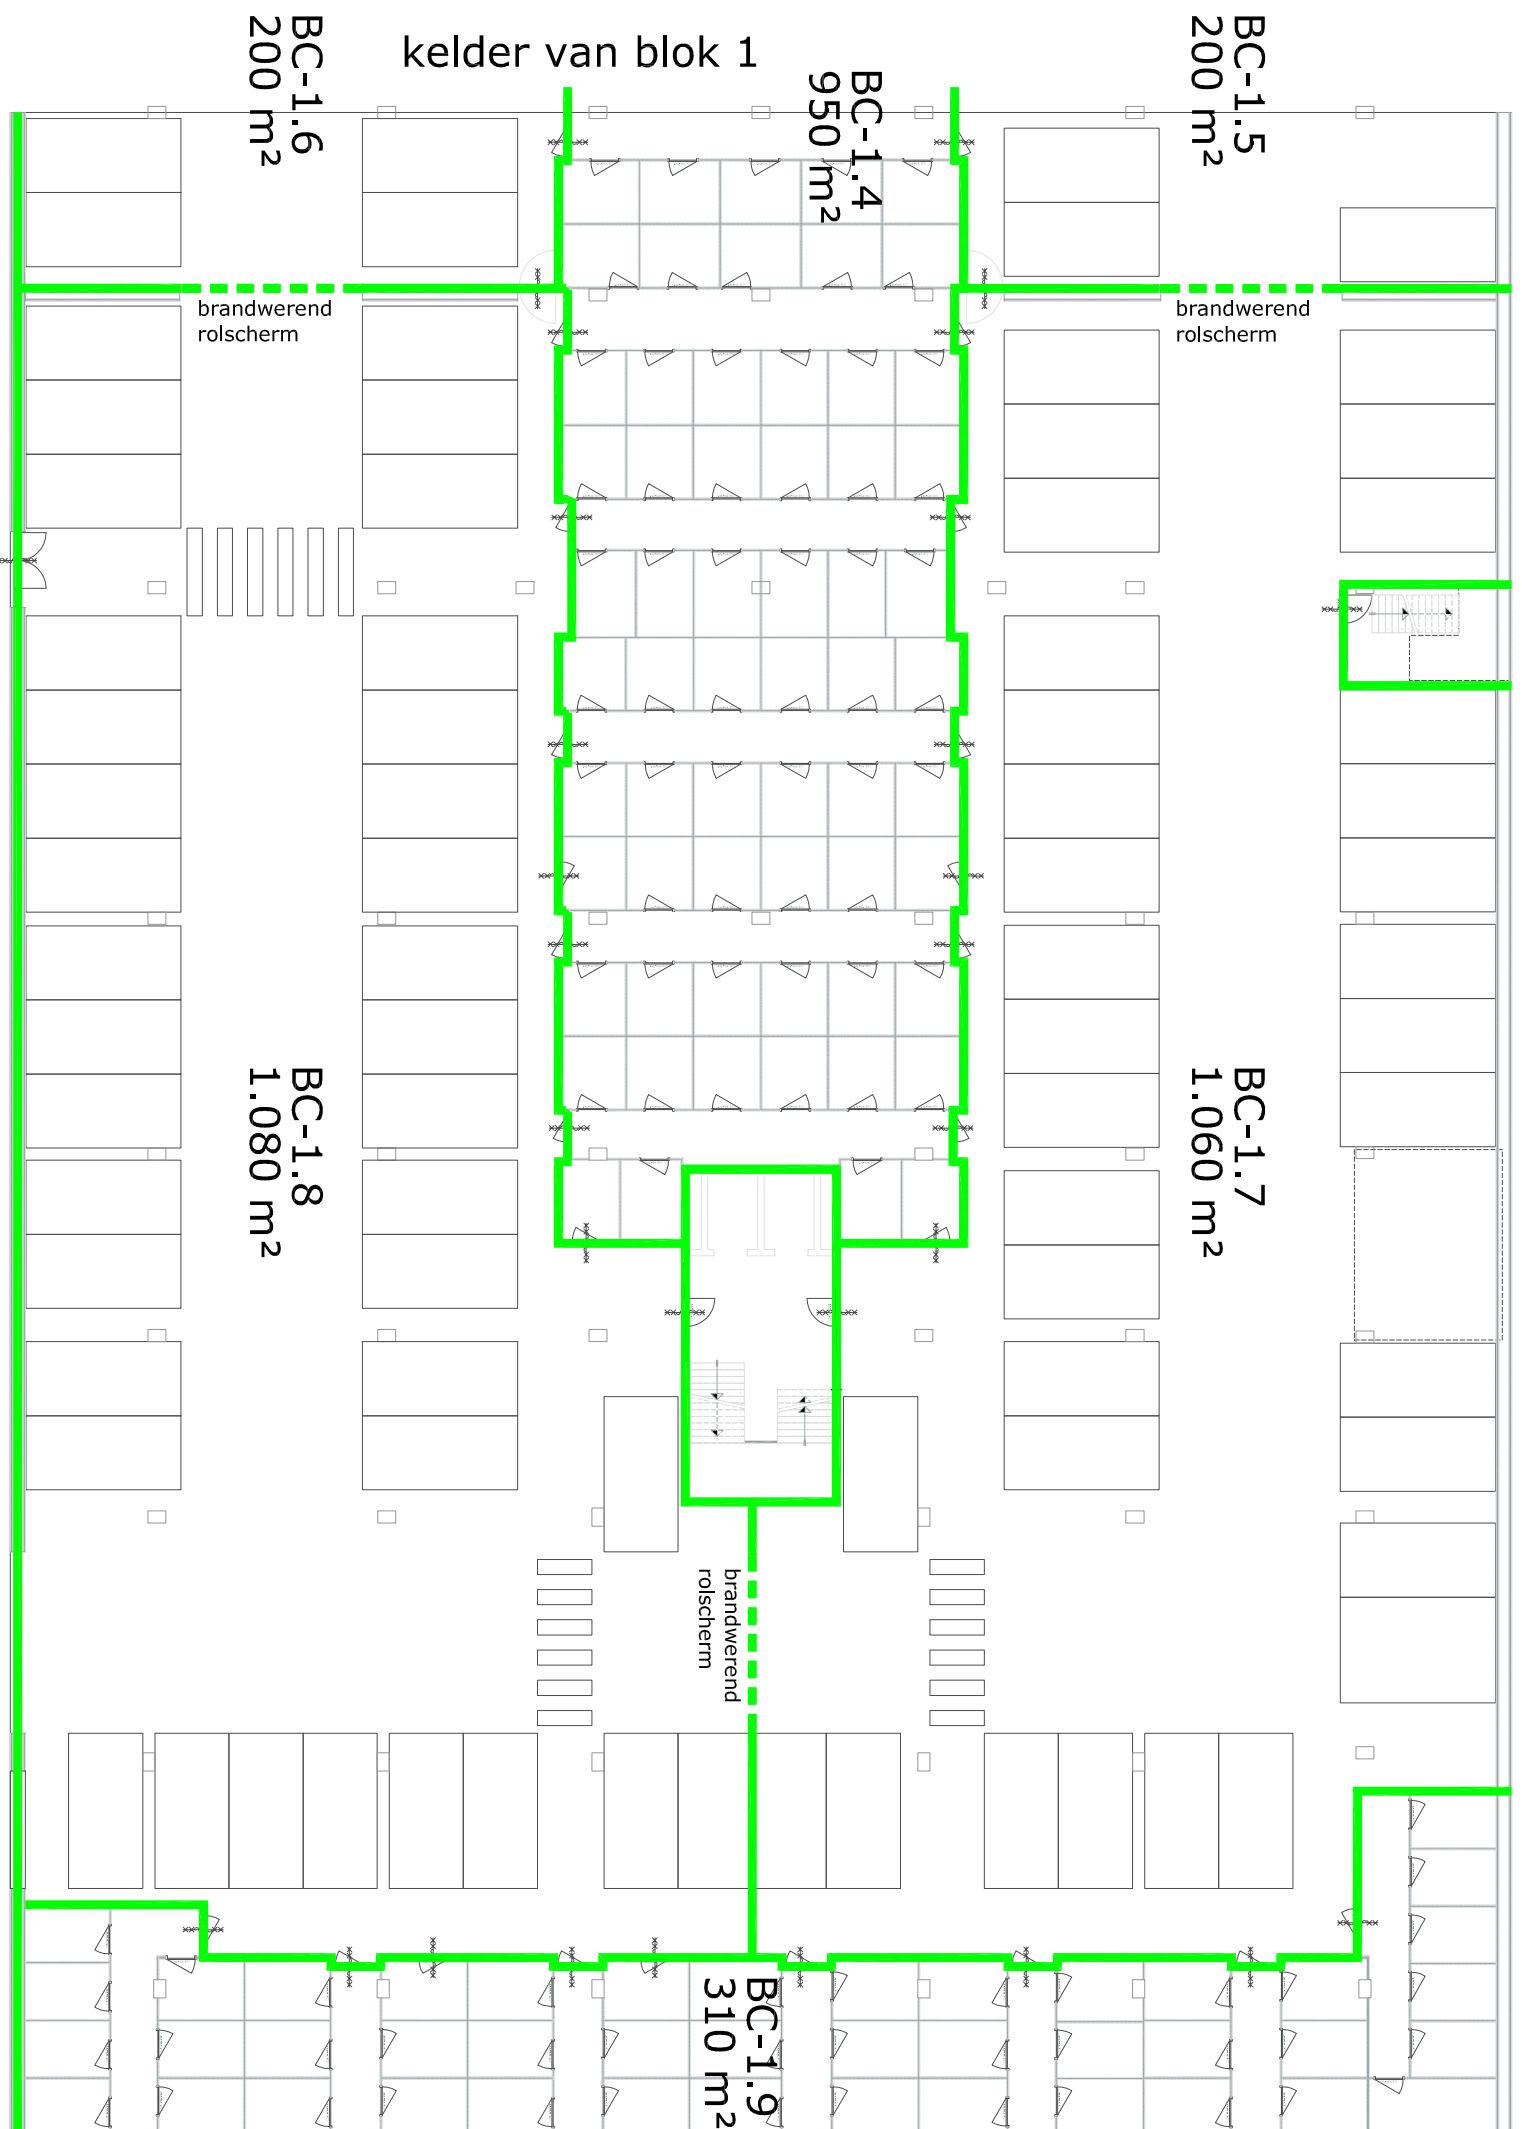 kelder van blok 1
BC-1.6
200 m²
BC-1.4
950 m²
BC-1.5
200 m²
brandwerend
rolscherm
brandwerend
rolscherm
BC-1.8
1.080 m²
BC-1.7
1.060 m²
brandwerend
rolscherm
BC-1.9
310 m²